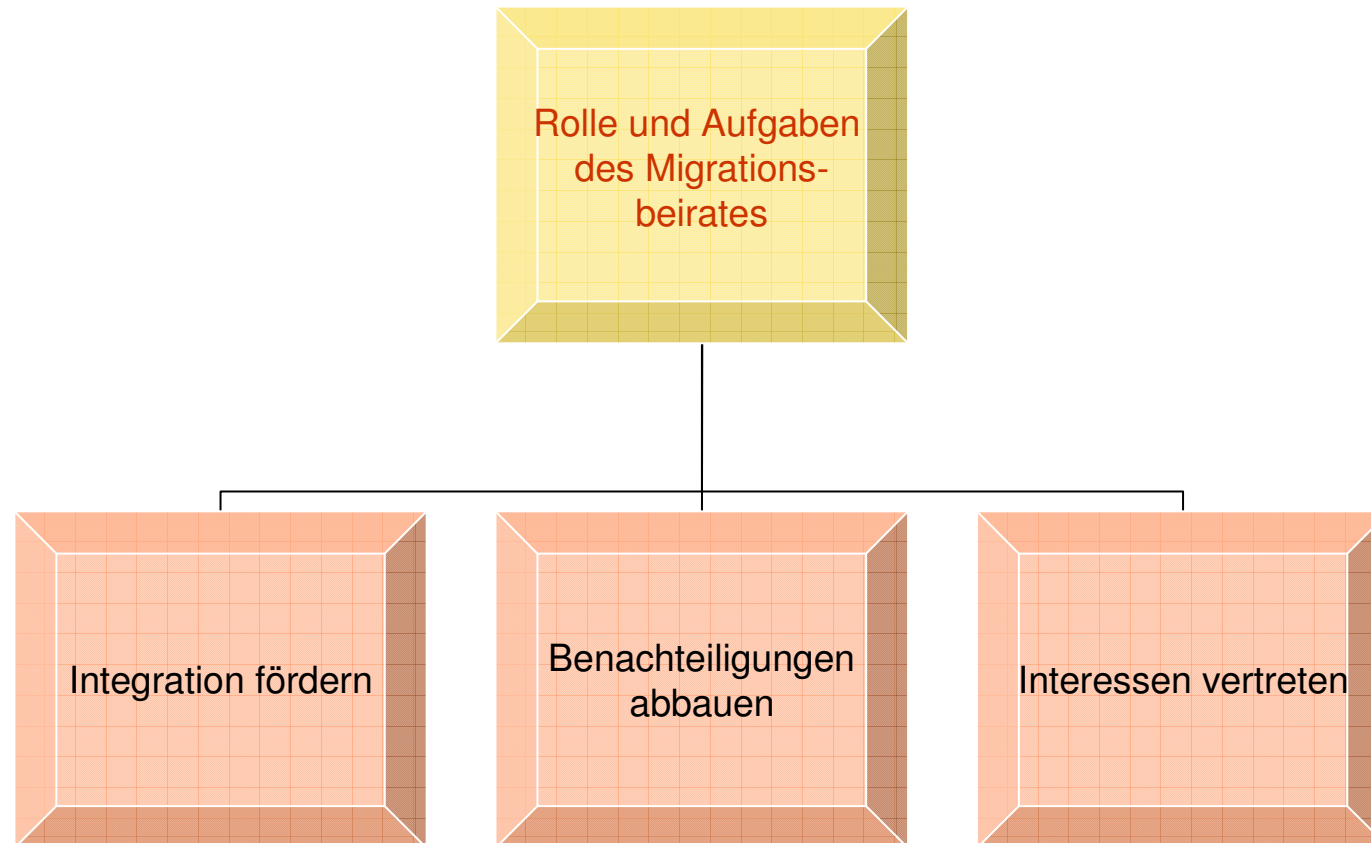 Rolle und Aufgaben
des Migrations-
beirates
Integration fördern
Benachteiligungen
abbauen
Interessen vertreten